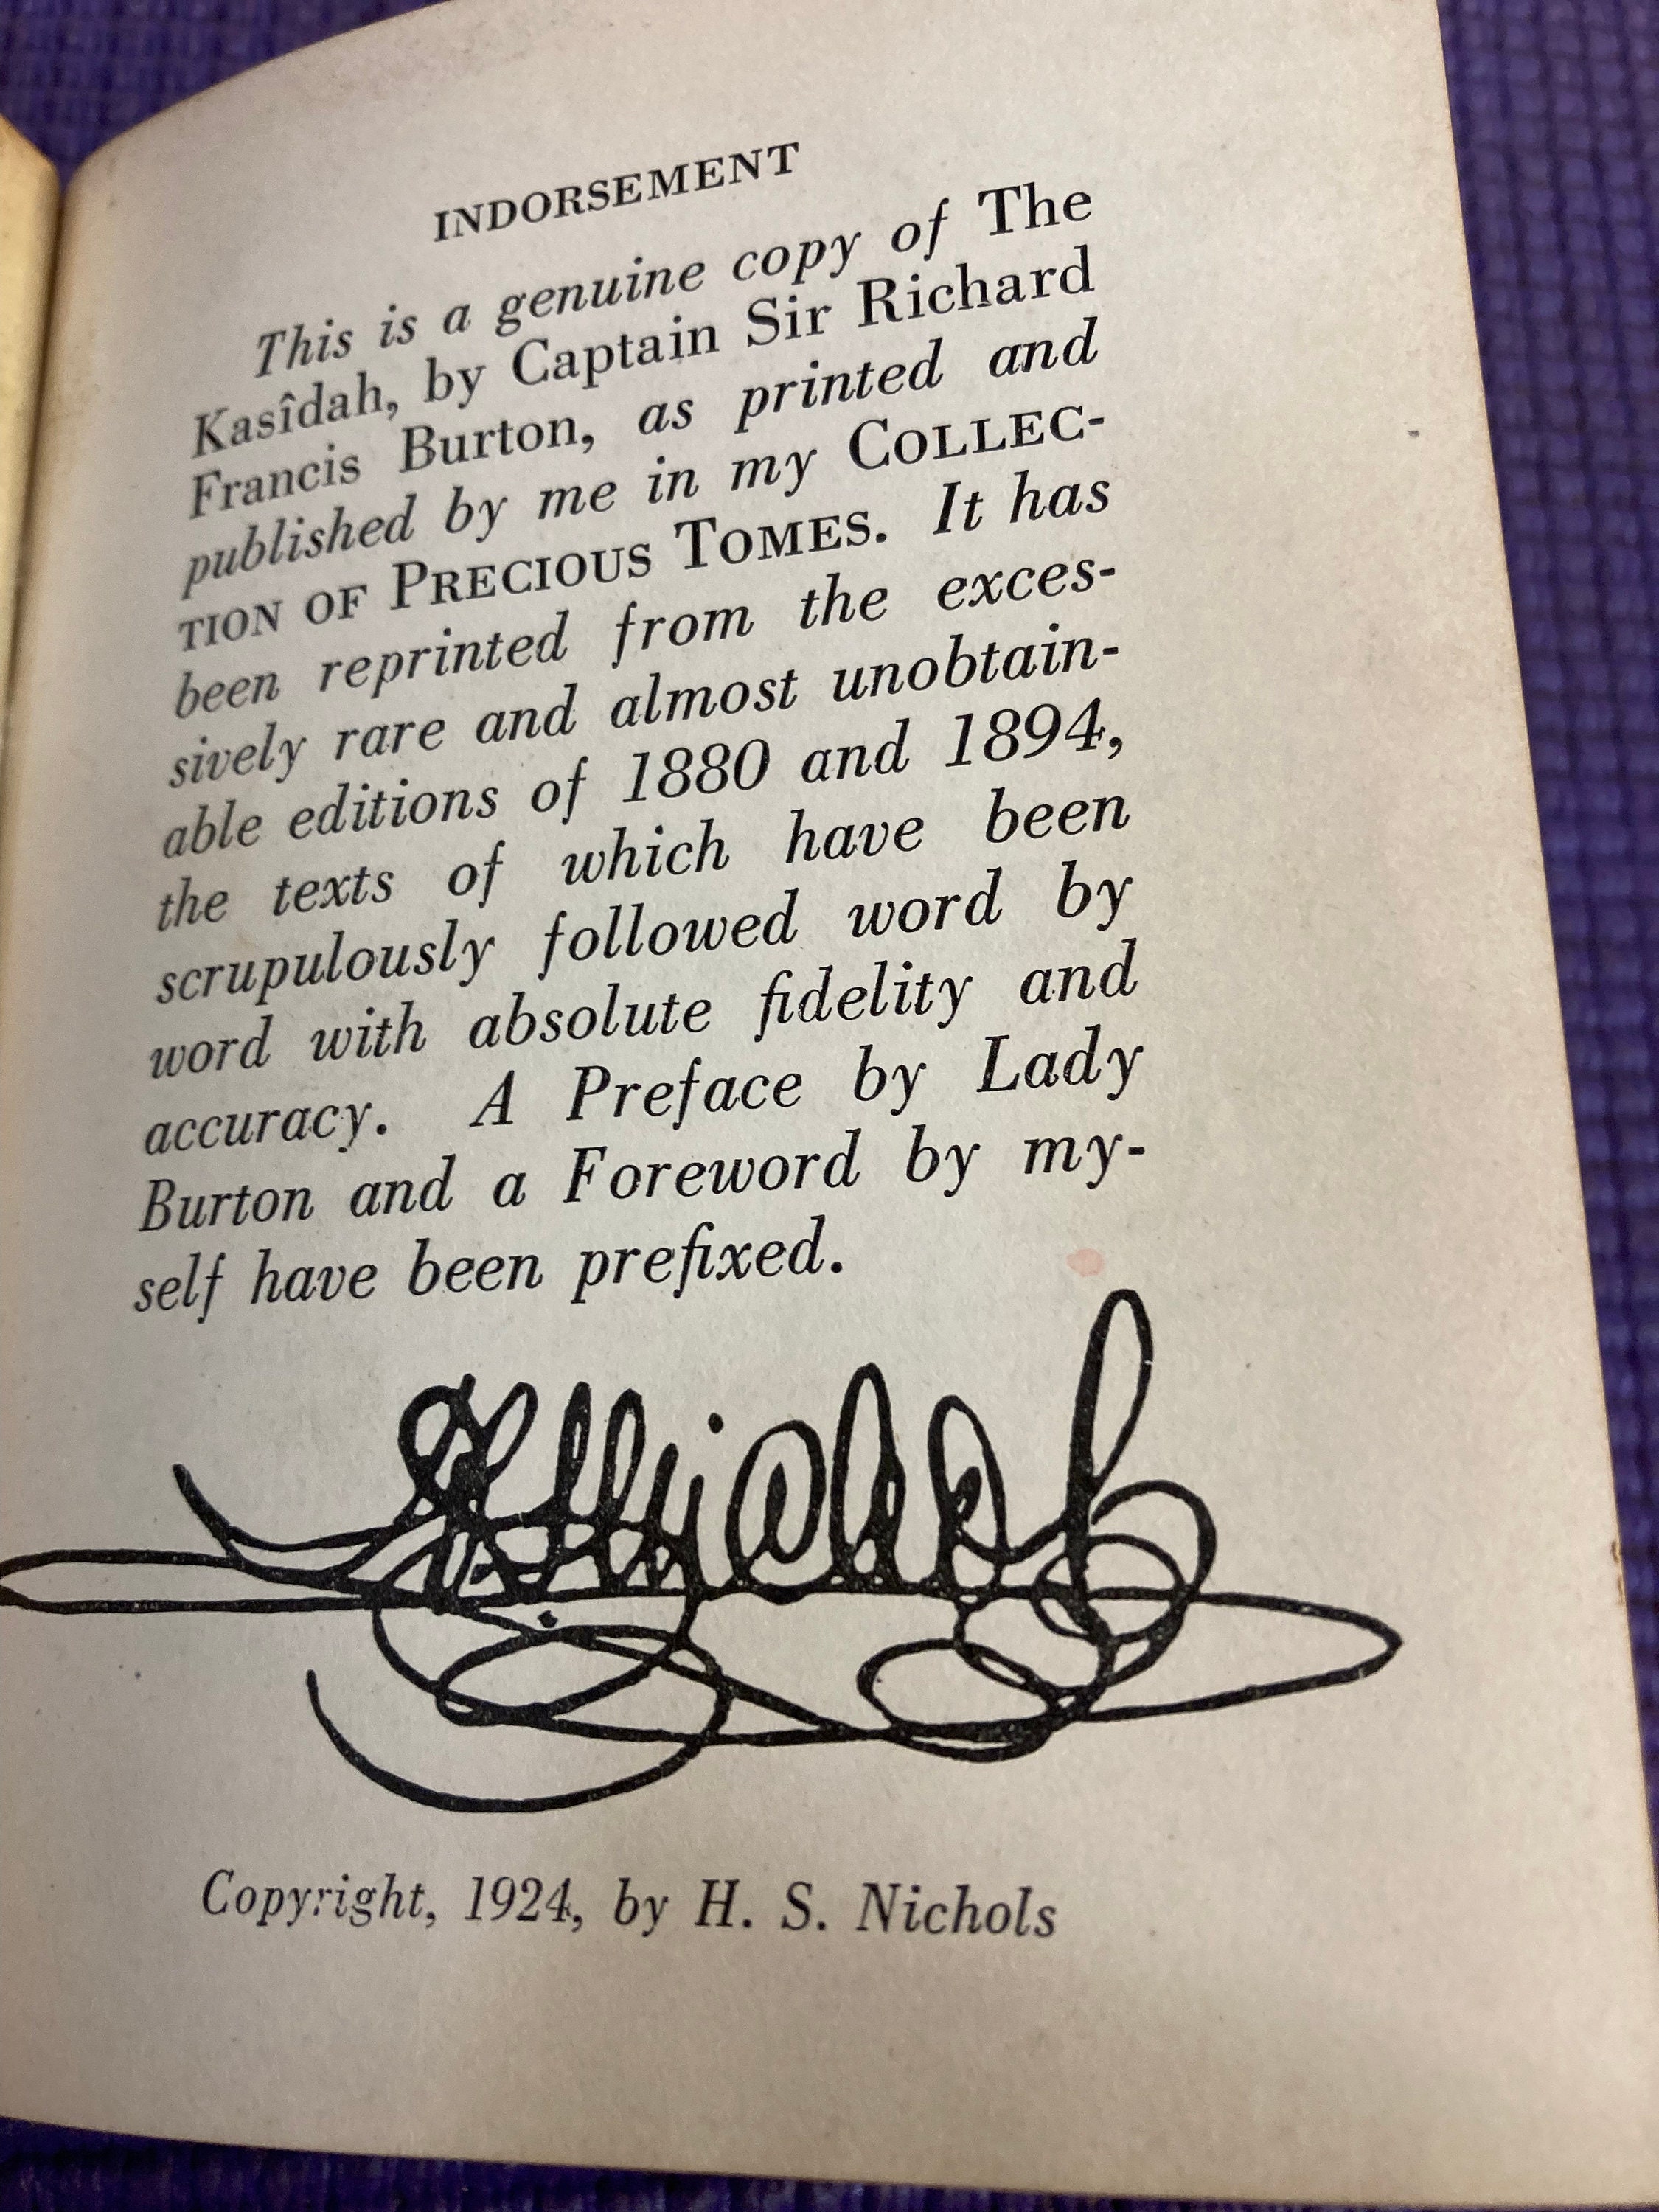 INDORSEMENT
This is a genuine copy of The
Kasîdah, by Captain Sir Richard
Francis Burton, as printed and
published by me in my COLLEC-
TION OF PRECIOUS TOMES. It has
been reprinted from the exces-
sively rare and almost unobtain-
able editions of 1880 and 1894,
the texts of which have been
scrupulously followed word by
word with absolute fidelity and
accuracy. A Preface by Lady
Burton and a Foreword by my-
self have been prefixed.
Copyright, 1924, by H. S. Nichols